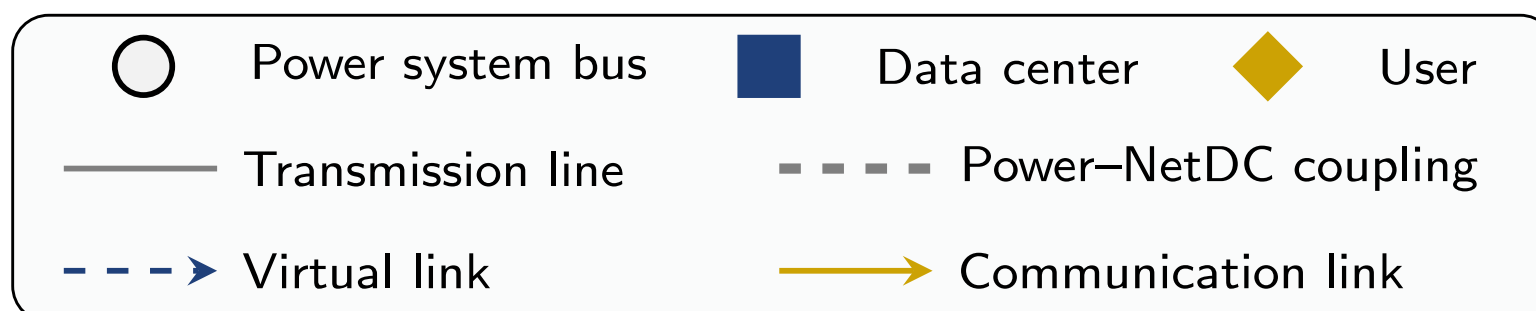 Power system bus Data center User
Transmission line Power–NetDC coupling
Virtual link Communication link